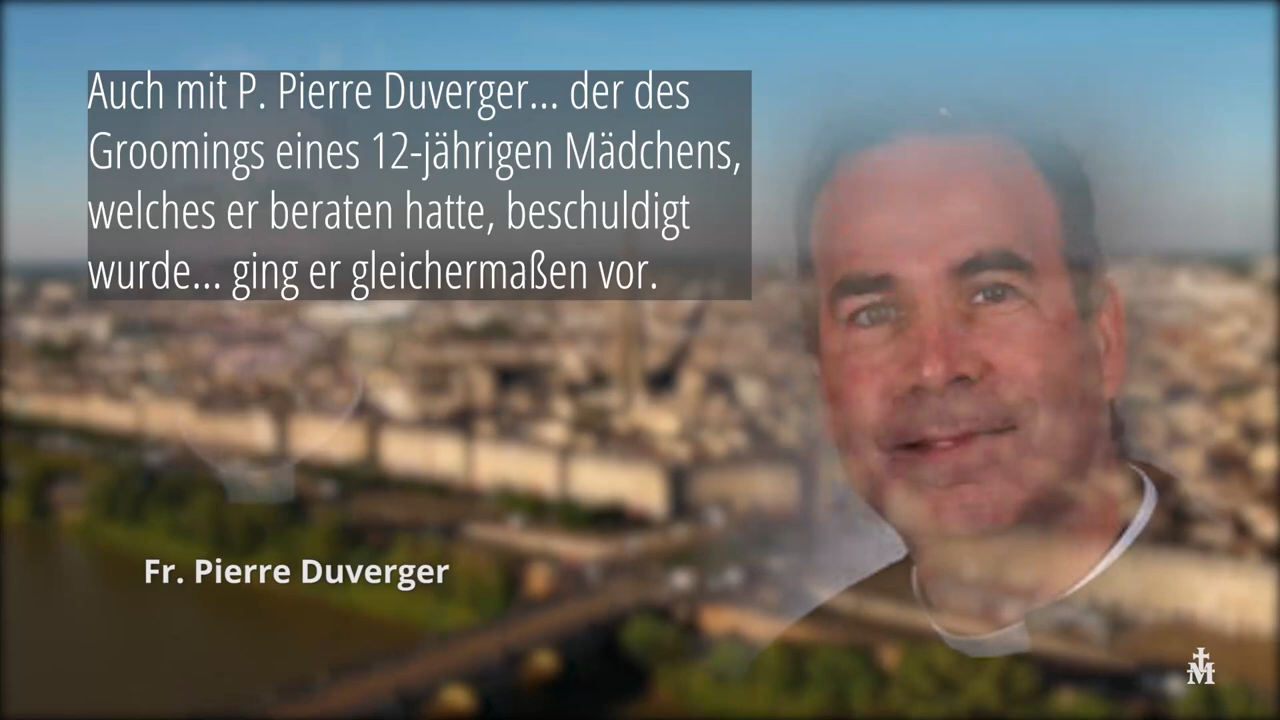 Auch mit P. Pierre Duverger... der des
Groomings eines 12-jährigen Mädchens,
welches er beraten hatte, beschuldigt
wurde... ging er gleichermaßen vor.
Fr. Pierre Duverger